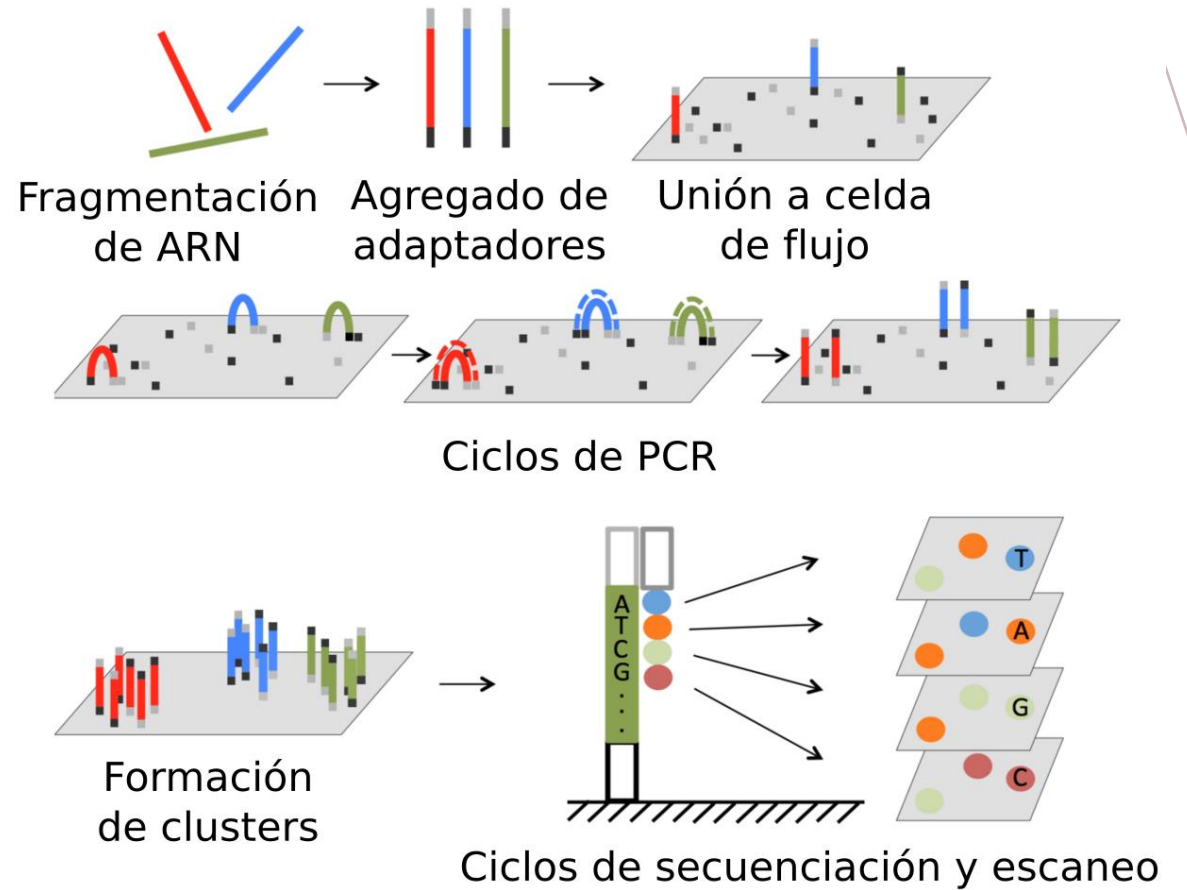 Fragmentación
de ARN
Agregado de
adaptadores
Unión a celda
de flujo
Ciclos de PCR
Formación
de clusters
A
T
C
G
.
.
.
T
A
G
C
Ciclos de secuenciación y escaneo